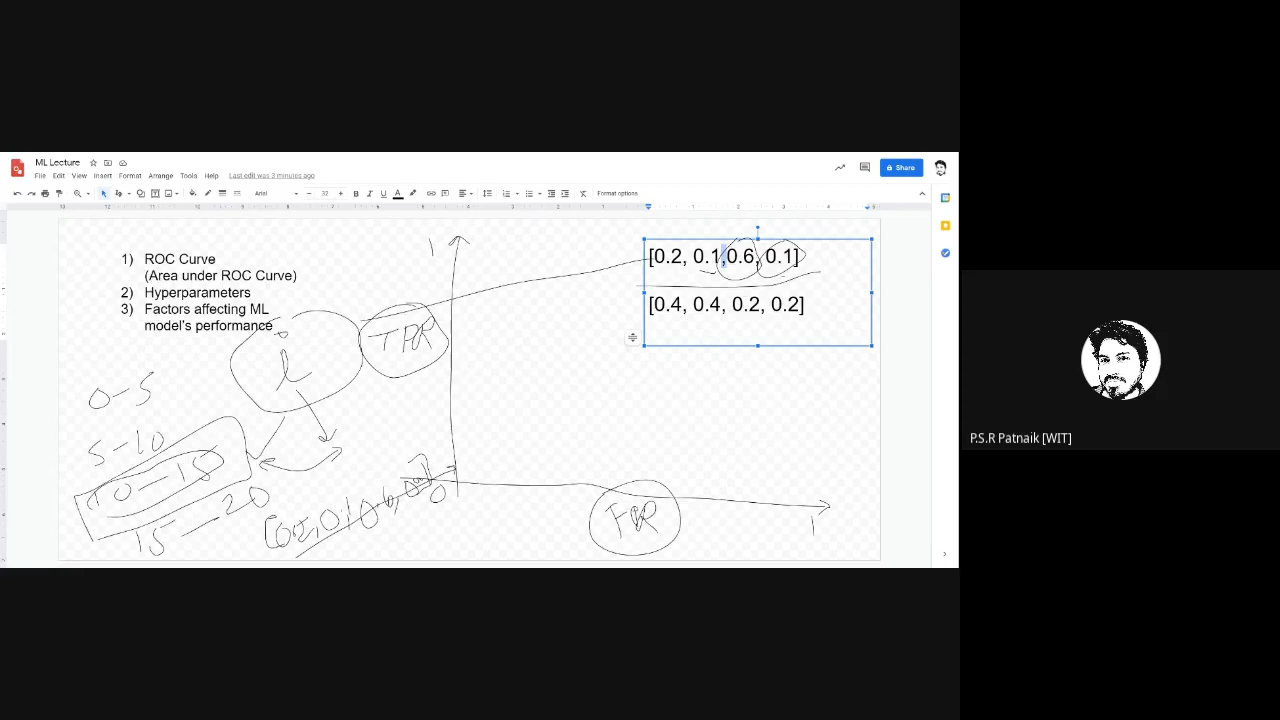 ML Lecture
File Edit View Insert Format Arrange Tools Help Last edit was 3 minutes ago
Share
Arial 32
Format options
1) ROC Curve
(Area under ROC Curve)
2) Hyperparameters
3) Factors affecting ML
model's performance
[0.2, 0.1,0.6, 0.1]
[0.4, 0.4, 0.2, 0.2]
1
TPR
i
0-5
5-10
10-15
15-20
0
FPR
1
P.S.R Patnaik [WIT]